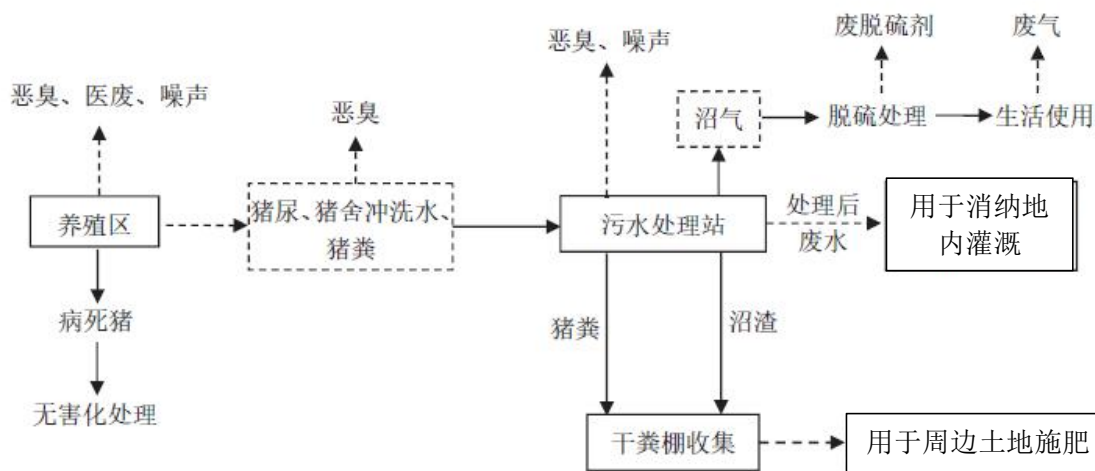 废脱硫剂
废气
恶臭、噪声
恶臭、医废、噪声
恶臭
沼气
脱硫处理
生活使用
养殖区
猪尿、猪舍冲洗水、
猪粪
污水处理站
处理后
废水
用于消纳地
内灌溉
病死猪
猪粪
沼渣
无害化处理
干粪棚收集
用于周边土地施肥